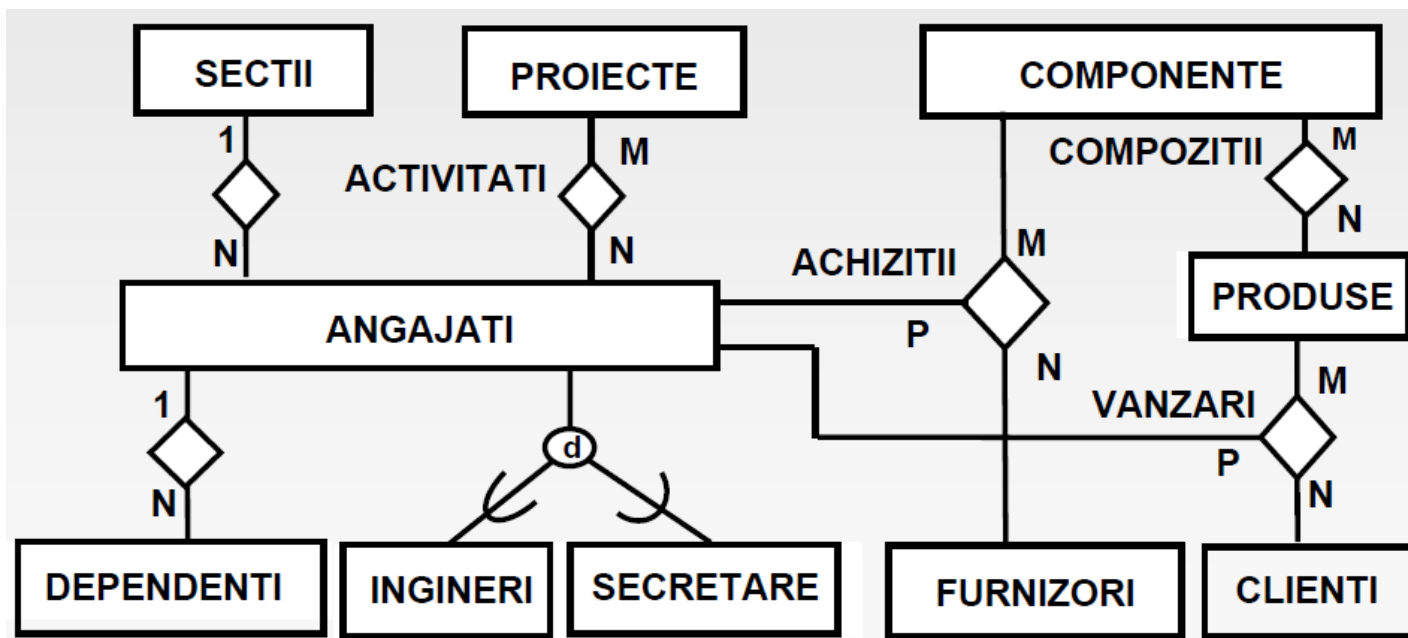 SECTII
PROIECTE
COMPONENTE
1
M
M
ACTIVITATI
COMPOZITII
N
N
N
ACHIZITII
M
PRODUSE
ANGAJATI
P
N
M
1
VANZARI
d
P
N
N
DEPENDENTI
INGINERI
SECRETARE
FURNIZORI
CLIENTI